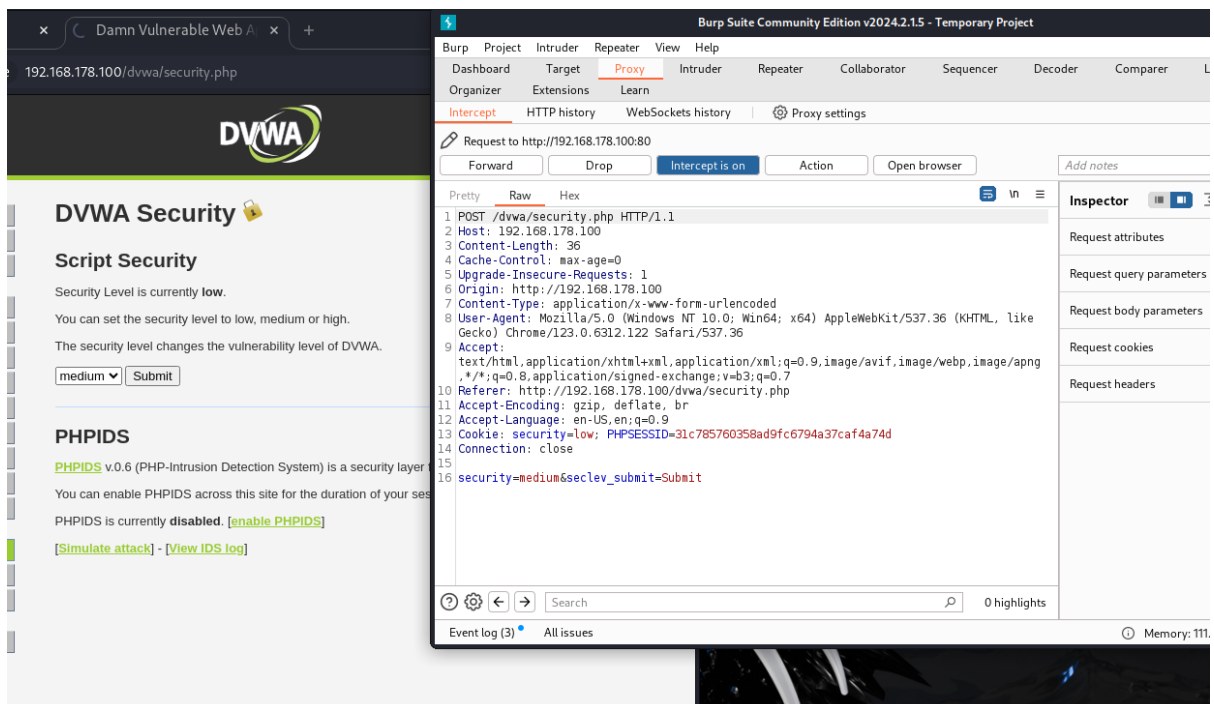 Damn Vulnerable Web A
192.168.178.100/dvwa/security.php
DVWA
DVWA Security
Script Security
Security Level is currently low.
You can set the security level to low, medium or high.
The security level changes the vulnerability level of DVWA.
medium Submit
PHPIDS
PHPIDS v.0.6 (PHP-Intrusion Detection System) is a security layer
You can enable PHPIDS across this site for the duration of your ses
PHPIDS is currently disabled. [enable PHPIDS]
[Simulate attack] - [View IDS log]
Burp Suite Community Edition v2024.2.1.5 - Temporary Project
Burp Project Intruder Repeater View Help
Dashboard Target Proxy Intruder Repeater Collaborator Sequencer Decoder Comparer L
Organizer Extensions Learn
Intercept HTTP history WebSockets history Proxy settings
Request to http://192.168.178.100:80
Forward Drop Intercept is on Action Open browser Add notes
Pretty Raw Hex \n
1 POST /dvwa/security.php HTTP/1.1
2 Host: 192.168.178.100
3 Content-Length: 36
4 Cache-Control: max-age=0
5 Upgrade-Insecure-Requests: 1
6 Origin: http://192.168.178.100
7 Content-Type: application/x-www-form-urlencoded
8 User-Agent: Mozilla/5.0 (Windows NT 10.0; Win64; x64) AppleWebKit/537.36 (KHTML, like
Gecko) Chrome/123.0.6312.122 Safari/537.36
9 Accept:
text/html,application/xhtml+xml,application/xml;q=0.9,image/avif,image/webp,image/apng
,*/*;q=0.8,application/signed-exchange;v=b3;q=0.7
10 Referer: http://192.168.178.100/dvwa/security.php
11 Accept-Encoding: gzip, deflate, br
12 Accept-Language: en-US,en;q=0.9
13 Cookie: security=low; PHPSESSID=31c785760358ad9fc6794a37caf4a74d
14 Connection: close
15
16 security=medium&seclev_submit=Submit
Inspector
Request attributes
Request query parameters
Request body parameters
Request cookies
Request headers
Search 0 highlights
Event log (3) All issues Memory: 111.